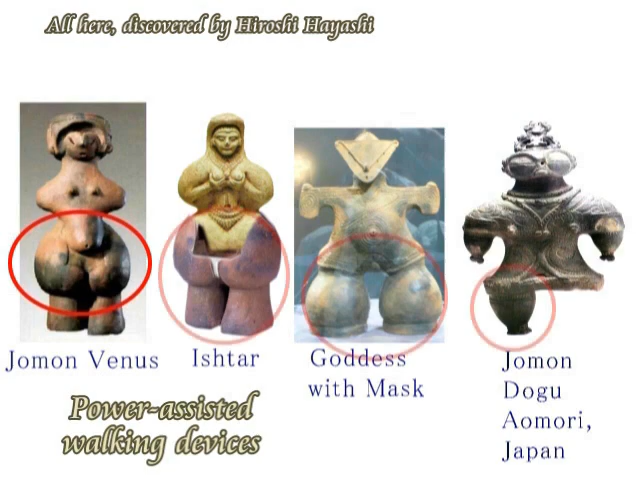 All here, discovered by Hiroshi Hayashi
Jomon Venus
Ishtar
Goddess
with Mask
Jomon
Dogu
Aomori,
Japan
Power-assisted
walking devices